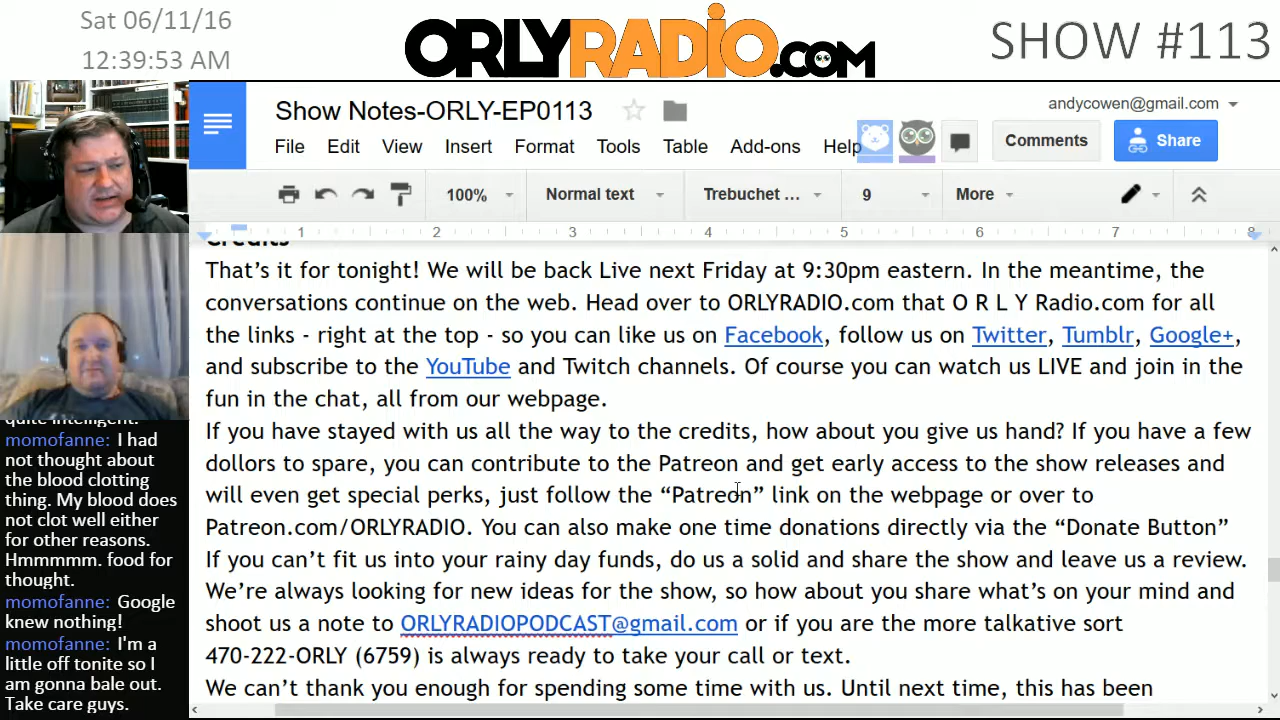 Sat 06/11/16
12:39:53 AM
ORLYRADiO.COM
SHOW #113
Show Notes-ORLY-EP0113
andycowen@gmail.com
File Edit View Insert Format Tools Table Add-ons Help
Comments
Share
100% Normal text Trebuchet ... 9 More
1 2 3 4 5 6 7 8
Credits
That's it for tonight! We will be back Live next Friday at 9:30pm eastern. In the meantime, the
conversations continue on the web. Head over to ORLYRADIO.com that O R L Y Radio.com for all
the links - right at the top - so you can like us on Facebook, follow us on Twitter, Tumblr, Google+,
and subscribe to the YouTube and Twitch channels. Of course you can watch us LIVE and join in the
fun in the chat, all from our webpage.
If you have stayed with us all the way to the credits, how about you give us hand? If you have a few
dollors to spare, you can contribute to the Patreon and get early access to the show releases and
will even get special perks, just follow the “Patreon” link on the webpage or over to
Patreon.com/ORLYRADIO. You can also make one time donations directly via the “Donate Button”
If you can't fit us into your rainy day funds, do us a solid and share the show and leave us a review.
We're always looking for new ideas for the show, so how about you share what's on your mind and
shoot us a note to ORLYRADIOPODCAST@gmail.com or if you are the more talkative sort
470-222-ORLY (6759) is always ready to take your call or text.
We can't thank you enough for spending some time with us. Until next time, this has been
quite intelligent.
momofanne: I had
not thought about
the blood clotting
thing. My blood does
not clot well either
for other reasons.
Hmmmmm. food for
thought.
momofanne: Google
knew nothing!
momofanne: I'm a
little off tonite so I
am gonna bale out.
Take care guys.